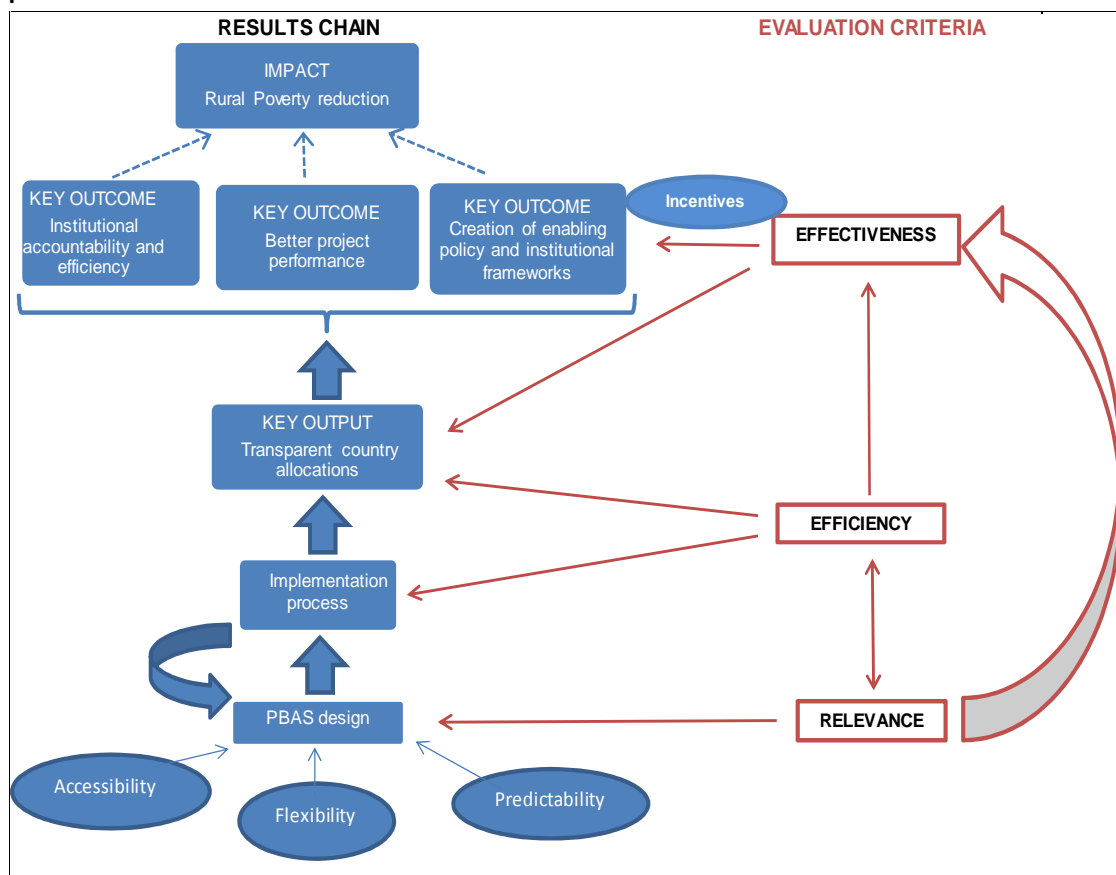 RESULTS CHAIN
EVALUATION CRITERIA
IMPACT
Rural Poverty reduction
KEY OUTCOME
Institutional
accountability and
efficiency
KEY OUTCOME
Better project
performance
KEY OUTCOME
Creation of enabling
policy and institutional
frameworks
Incentives
EFFECTIVENESS
KEY OUTPUT
Transparent country
allocations
EFFICIENCY
Implementation
process
PBAS design
RELEVANCE
Accessibility
Flexibility
Predictability